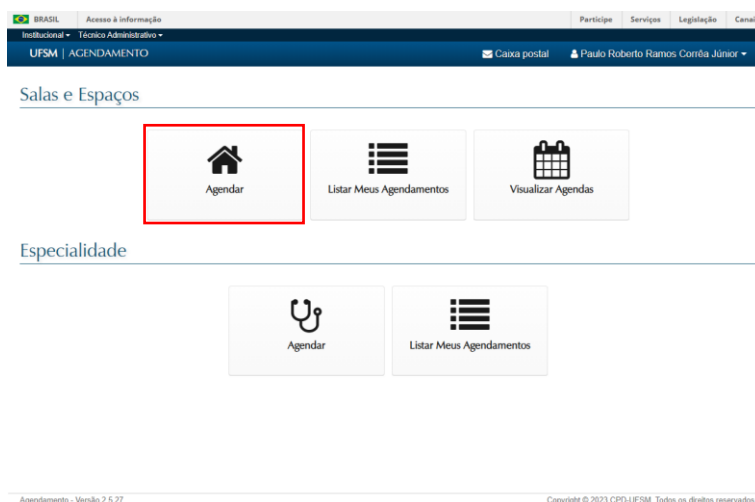 BRASIL Acesso à informação Participe Serviços Legislação Canai
Institucional Técnico Administrativo
UFSM | AGENDAMENTO Caixa postal Paulo Roberto Ramos Corrêa Júnior
Salas e Espaços
Agendar Listar Meus Agendamentos Visualizar Agendas
Especialidade
Agendar Listar Meus Agendamentos
Agendamento - Versão 2.5.27 Copyright © 2023 CPD-UFSM. Todos os direitos reservados